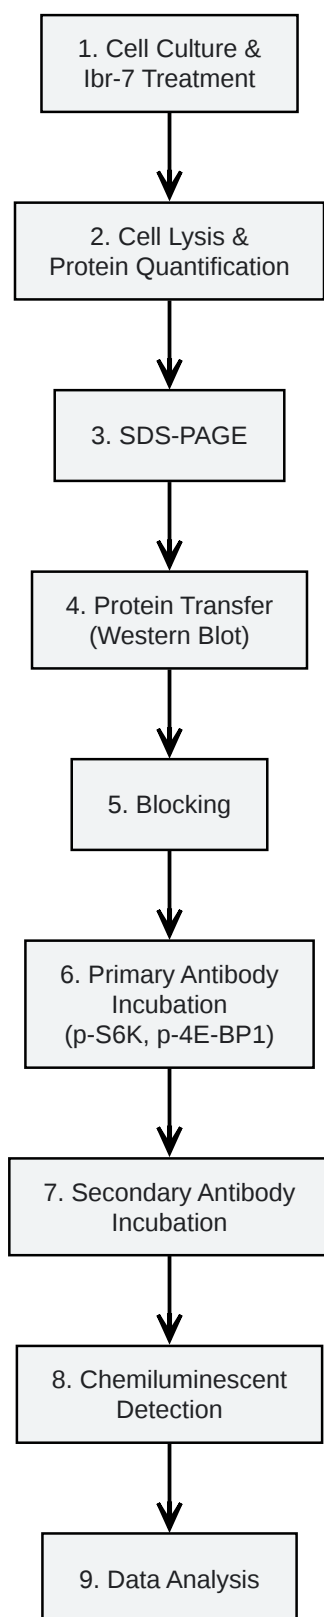 1. Cell Culture &
Ibr-7 Treatment
2. Cell Lysis &
Protein Quantification
3. SDS-PAGE
4. Protein Transfer
(Western Blot)
5. Blocking
6. Primary Antibody
Incubation
(p-S6K, p-4E-BP1)
7. Secondary Antibody
Incubation
8. Chemiluminescent
Detection
9. Data Analysis